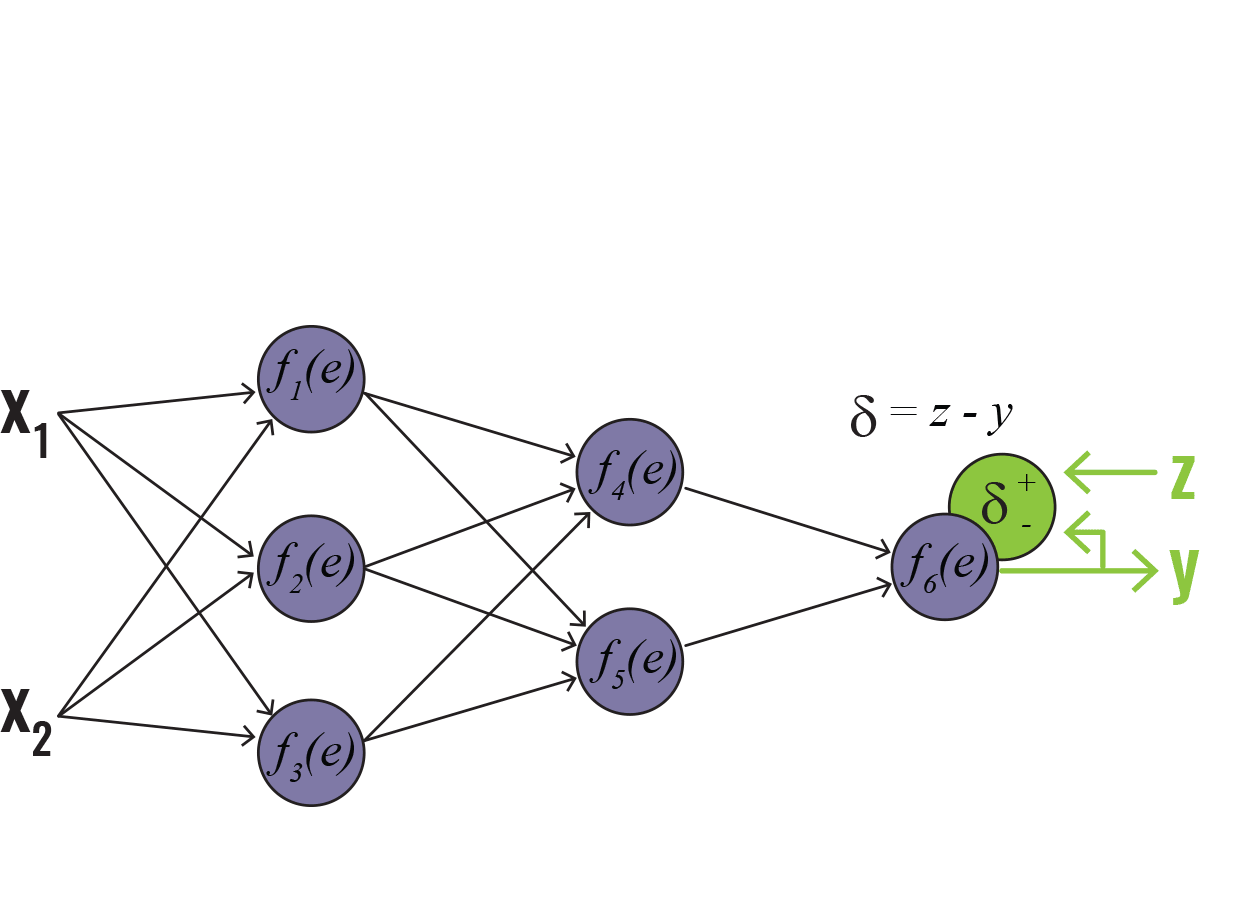 x₁
x₂
f₁(e)
f₂(e)
f₃(e)
f₄(e)
f₅(e)
δ = z - y
δ + -
f₆(e)
z
y